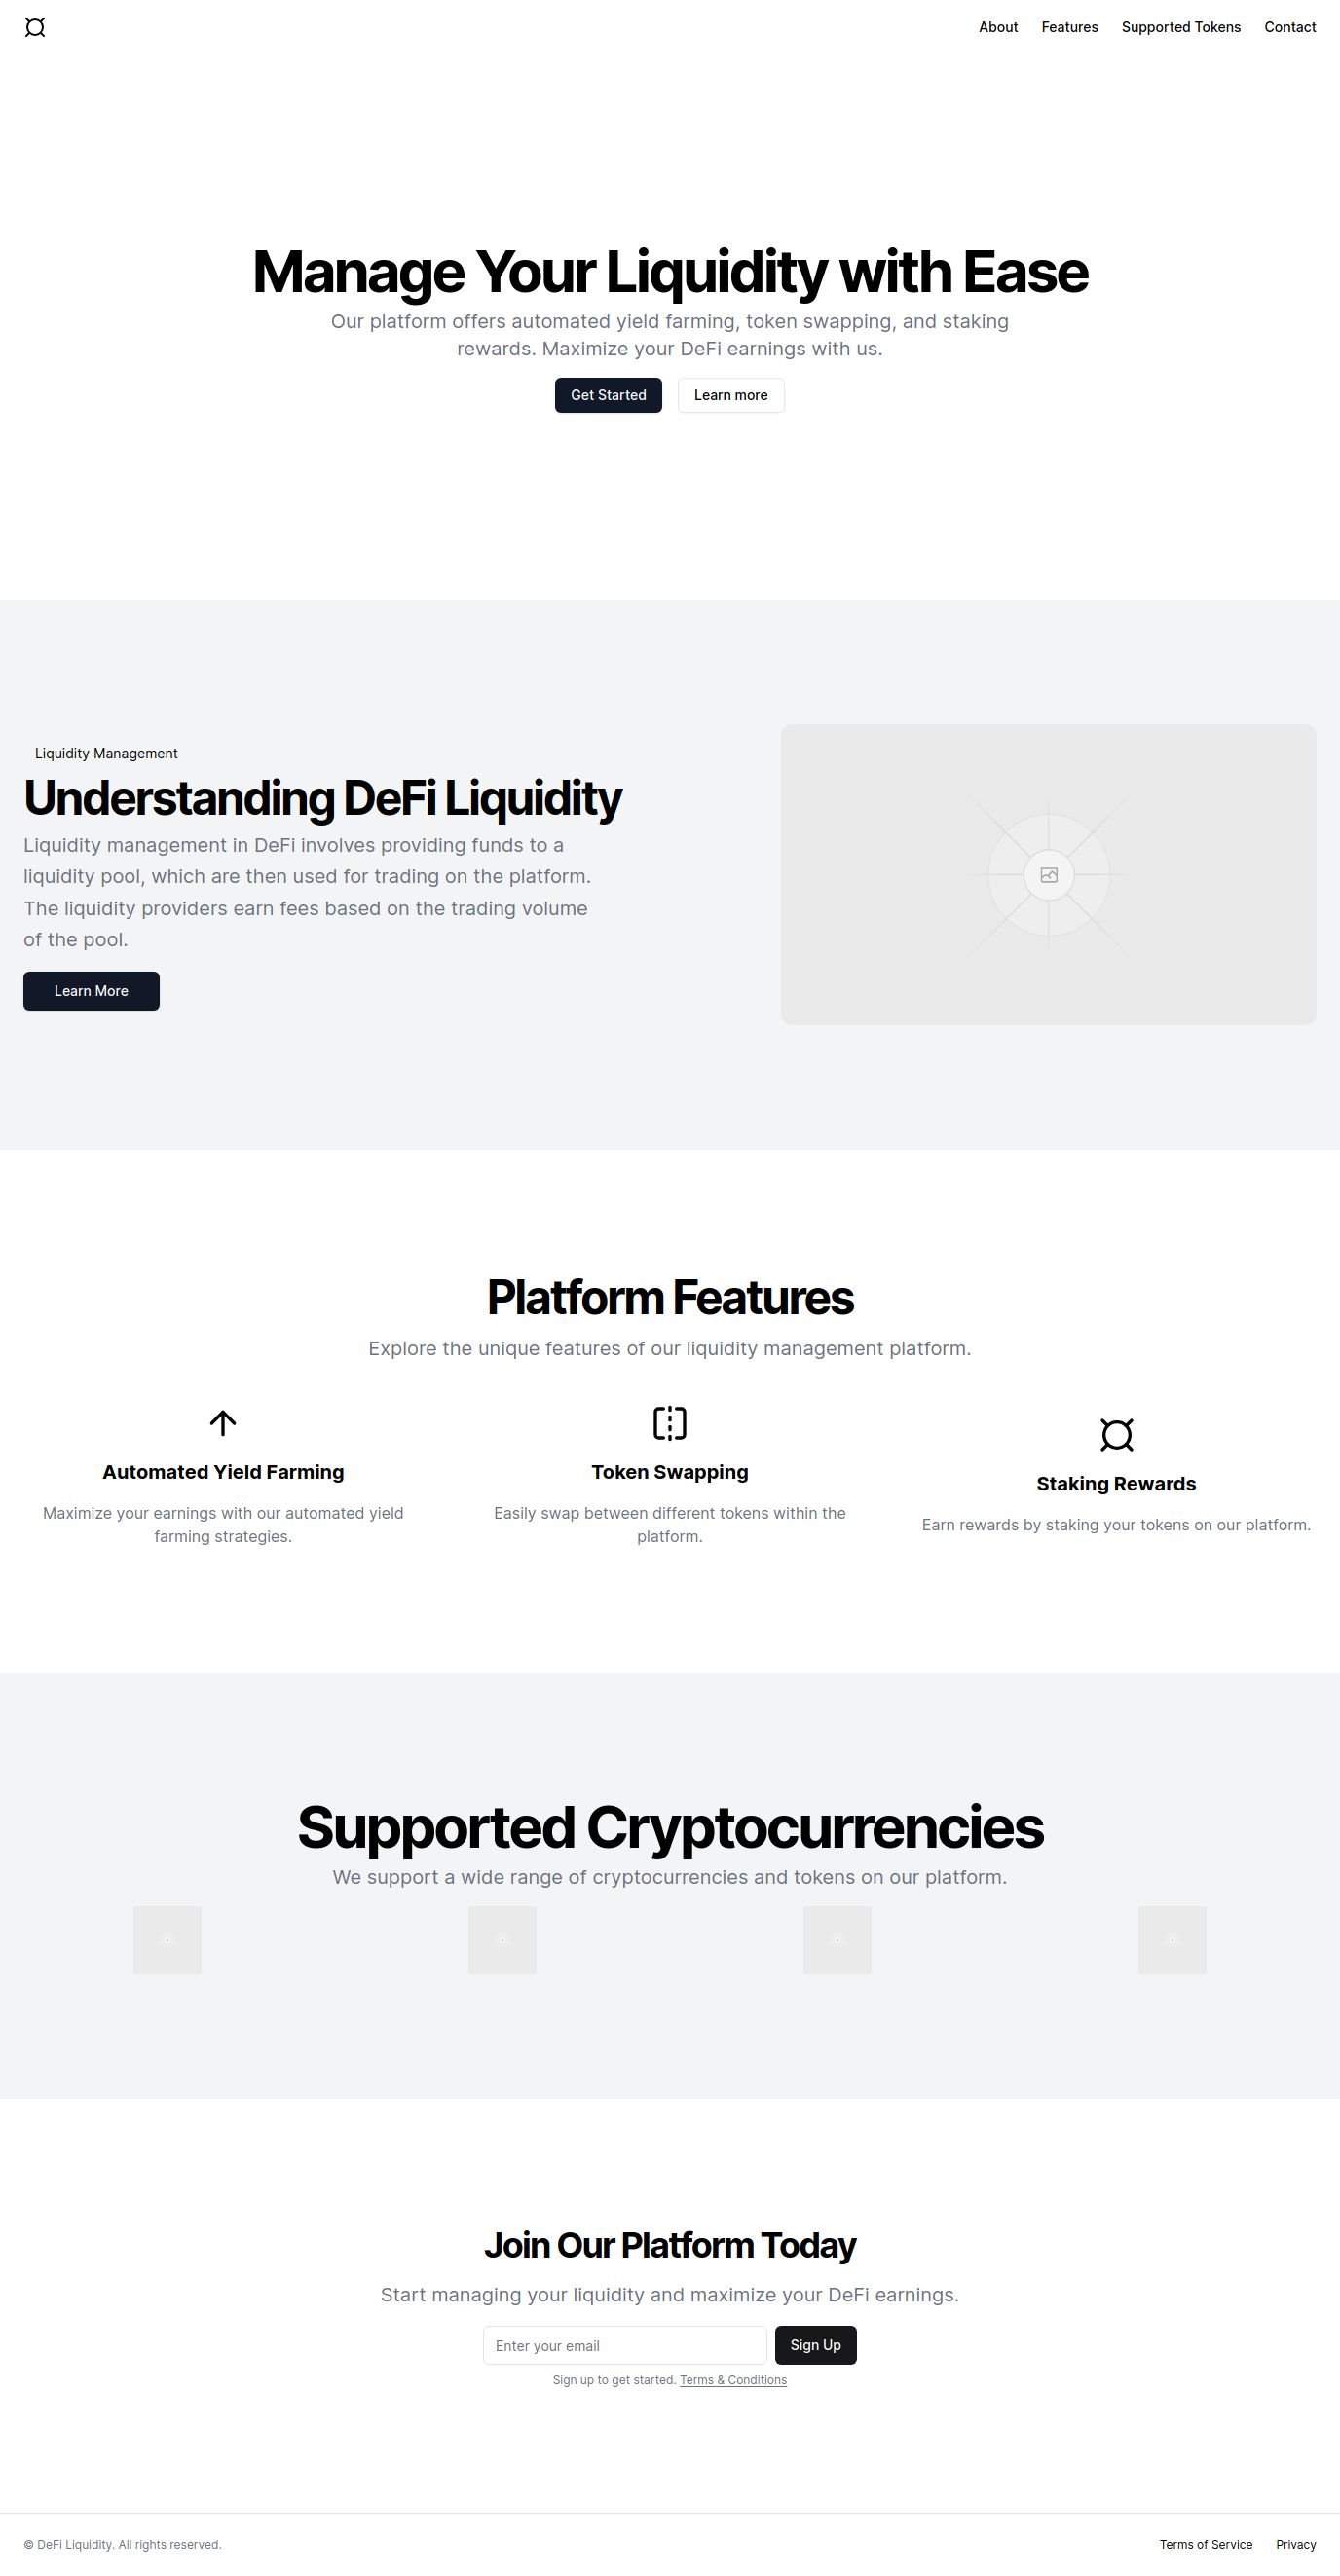 About Features Supported Tokens Contact
Manage Your Liquidity with Ease
Our platform offers automated yield farming, token swapping, and staking
rewards. Maximize your DeFi earnings with us.
Get Started Learn more
Liquidity Management
Understanding DeFi Liquidity
Liquidity management in DeFi involves providing funds to a
liquidity pool, which are then used for trading on the platform.
The liquidity providers earn fees based on the trading volume
of the pool.
Learn More
Platform Features
Explore the unique features of our liquidity management platform.
Automated Yield Farming
Maximize your earnings with our automated yield
farming strategies.
Token Swapping
Easily swap between different tokens within the
platform.
Staking Rewards
Earn rewards by staking your tokens on our platform.
Supported Cryptocurrencies
We support a wide range of cryptocurrencies and tokens on our platform.
Join Our Platform Today
Start managing your liquidity and maximize your DeFi earnings.
Enter your email Sign Up
Sign up to get started. Terms & Conditions
© DeFi Liquidity. All rights reserved. Terms of Service Privacy